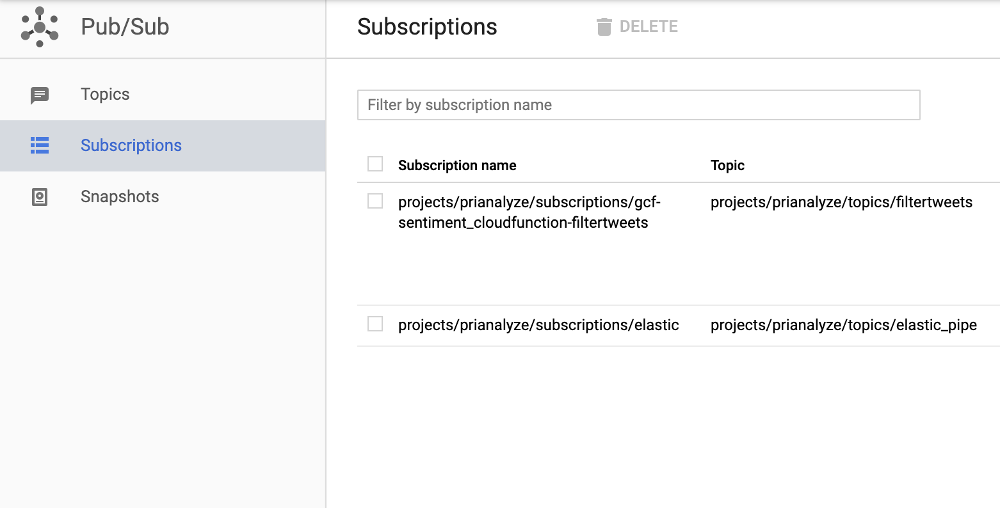 Pub/Sub
Subscriptions
DELETE
Topics
Subscriptions
Snapshots
Filter by subscription name
Subscription name
Topic
projects/prianalyze/subscriptions/gcf-
sentiment_cloudfunction-filtertweets
projects/prianalyze/topics/filtertweets
projects/prianalyze/subscriptions/elastic
projects/prianalyze/topics/elastic_pipe